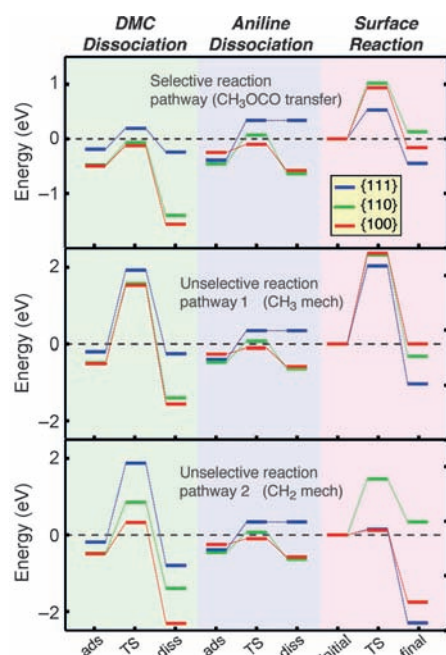 DMC Dissociation
Aniline Dissociation
Surface Reaction
Energy (eV)
1
0
−1
Selective reaction
pathway (CH3OCO transfer)
{111}
{110}
{100}
Energy (eV)
2
0
−2
Unselective reaction
pathway 1 (CH3 mech)
Energy (eV)
2
0
−2
Unselective reaction
pathway 2 (CH2 mech)
ads
TS
diss
ads
TS
diss
initial
TS
final